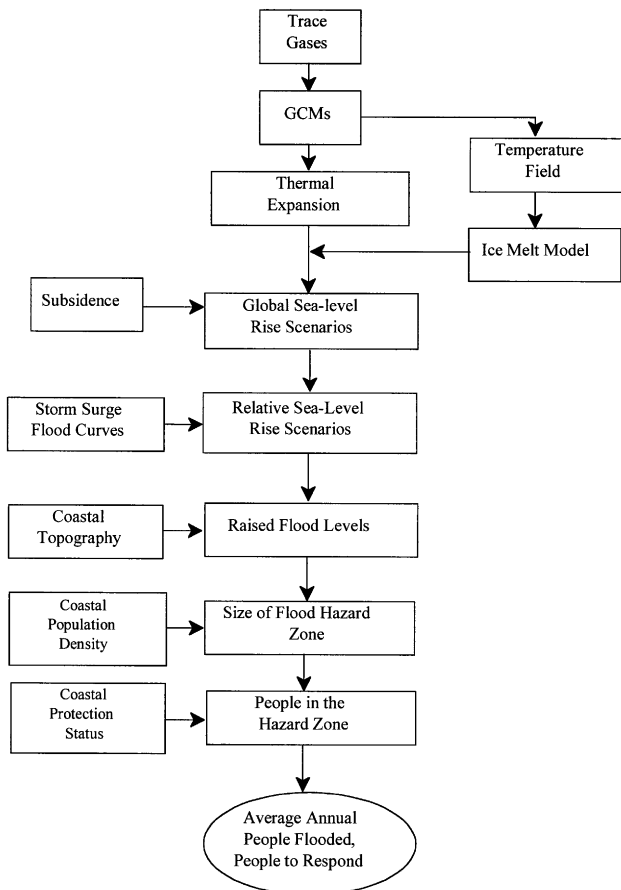 Trace
Gases
GCMs
Temperature
Field
Thermal
Expansion
Ice Melt Model
Subsidence
Global Sea-level
Rise Scenarios
Storm Surge
Flood Curves
Relative Sea-Level
Rise Scenarios
Coastal
Topography
Raised Flood Levels
Coastal
Population
Density
Size of Flood Hazard
Zone
Coastal
Protection
Status
People in the
Hazard Zone
Average Annual
People Flooded,
People to Respond